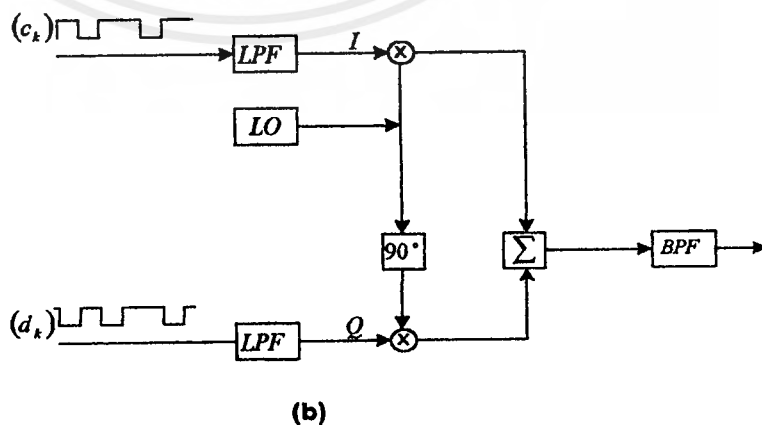 (c_k)
LPF
I
×
LO
90°
Σ
BPF
(d_k)
LPF
Q
×
(b)